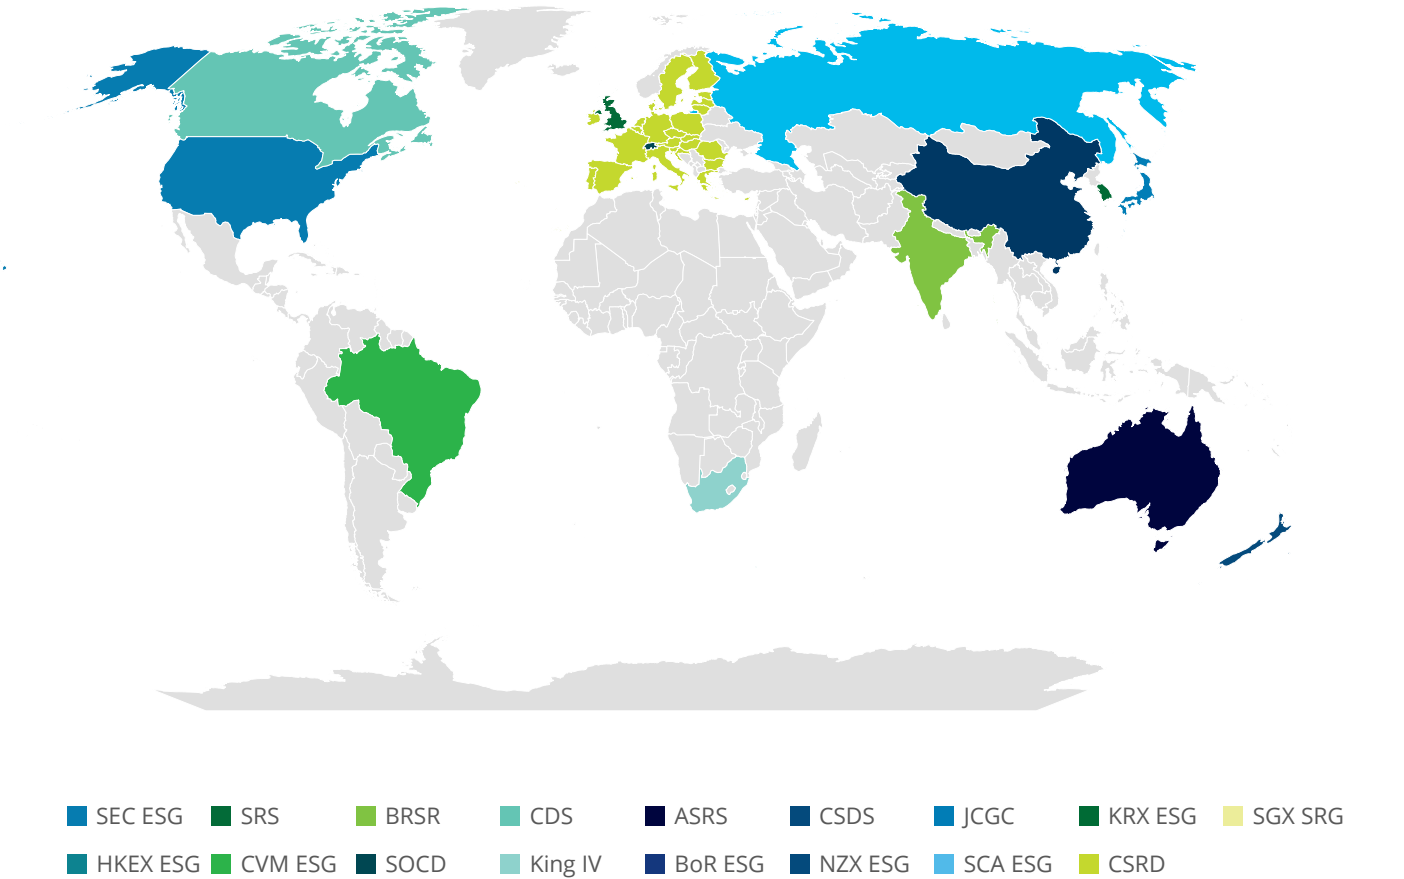 SEC ESG SRS BRSR CDS ASRS CSDS JCGC KRX ESG SGX SRG
HKEX ESG CVM ESG SOCD King IV BoR ESG NZX ESG SCA ESG CSRD